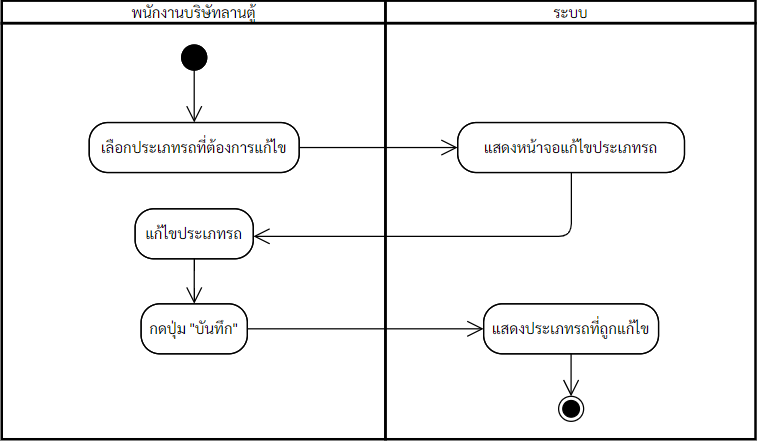 พนักงานบริษัทลานตู้
ระบบ
เลือกประเภทรถที่ต้องการแก้ไข
แสดงหน้าจอแก้ไขประเภทรถ
แก้ไขประเภทรถ
กดปุ่ม "บันทึก"
แสดงประเภทรถที่ถูกแก้ไข